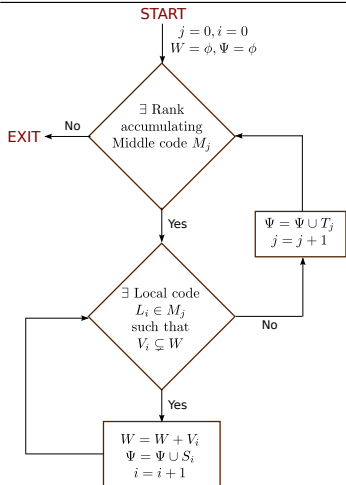 START
j = 0, i = 0
W = ϕ, Ψ = ϕ
∃ Rank
accumulating
Middle code M_j
No
EXIT
Yes
Ψ = Ψ ∪ T_j
j = j + 1
∃ Local code
L_i ∈ M_j
such that
V_i ⊊ W
No
Yes
W = W + V_i
Ψ = Ψ ∪ S_i
i = i + 1